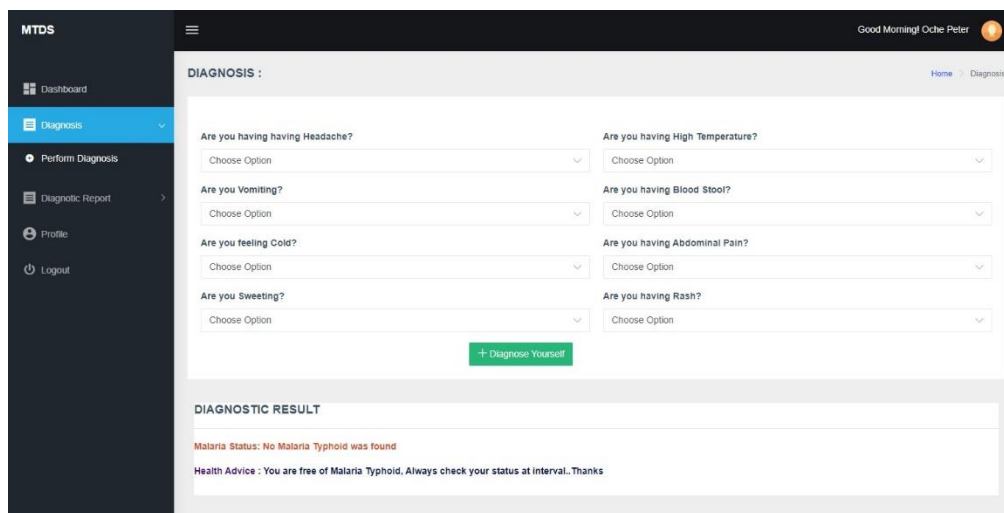 MTDS
Good Morning! Oche Peter
DIAGNOSIS :
Home
Diagnosis
Dashboard
Diagnosis
Perform Diagnosis
Diagnotic Report
Profile
Logout
Are you having having Headache?
Choose Option
Are you having High Temperature?
Choose Option
Are you Vomiting?
Choose Option
Are you having Blood Stool?
Choose Option
Are you feeling Cold?
Choose Option
Are you having Abdominal Pain?
Choose Option
Are you Sweeting?
Choose Option
Are you having Rash?
Choose Option
+ Diagnose Yourself
DIAGNOSTIC RESULT
Malaria Status: No Malaria Typhoid was found
Health Advice : You are free of Malaria Typhoid, Always check your status at interval..Thanks